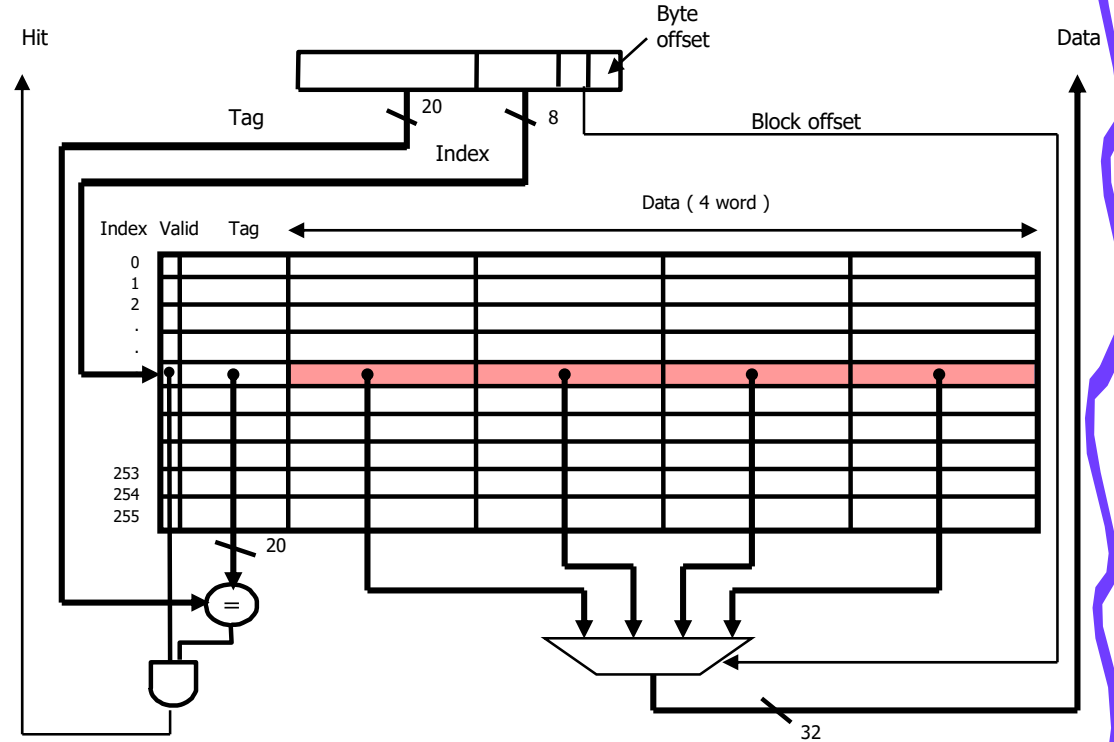 Byte
offset
Hit
Data
Tag
20
8
Block offset
Index
Data ( 4 word )
Index Valid Tag
0
1
2
.
.
253
254
255
20
=
32